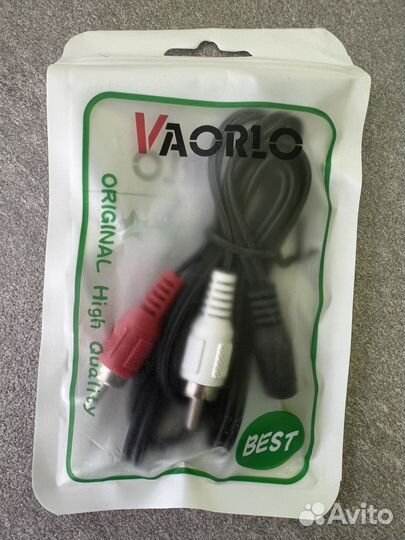 VAORLO
ORIGINAL High Quality
BEST
Avito